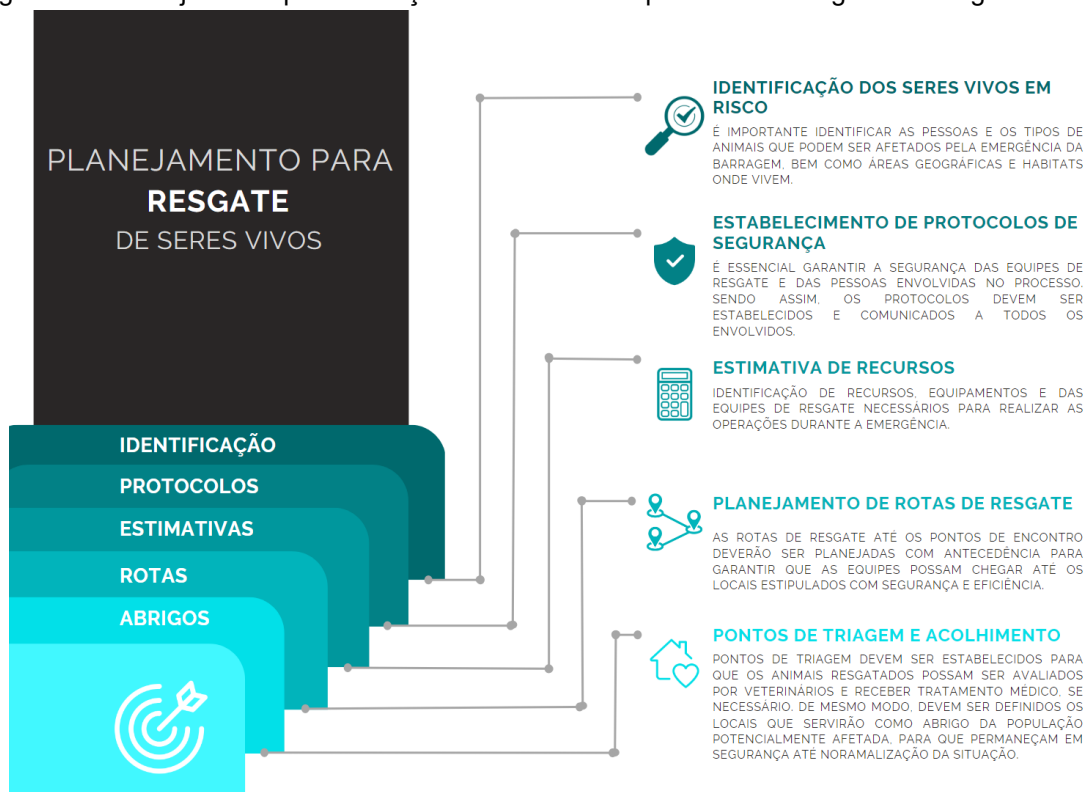 PLANEJAMENTO PARA
RESGATE
DE SERES VIVOS
IDENTIFICAÇÃO
PROTOCOLOS
ESTIMATIVAS
ROTAS
ABRIGOS
IDENTIFICAÇÃO DOS SERES VIVOS EM
RISCO
É IMPORTANTE IDENTIFICAR AS PESSOAS E OS TIPOS DE
ANIMAIS QUE PODEM SER AFETADOS PELA EMERGÊNCIA DA
BARRAGEM, BEM COMO ÁREAS GEOGRÁFICAS E HABITATS
ONDE VIVEM.
ESTABELECIMENTO DE PROTOCOLOS DE
SEGURANÇA
É ESSENCIAL GARANTIR A SEGURANÇA DAS EQUIPES DE
RESGATE E DAS PESSOAS ENVOLVIDAS NO PROCESSO.
SENDO ASSIM, OS PROTOCOLOS DEVEM SER
ESTABELECIDOS E COMUNICADOS A TODOS OS
ENVOLVIDOS.
ESTIMATIVA DE RECURSOS
IDENTIFICAÇÃO DE RECURSOS, EQUIPAMENTOS E DAS
EQUIPES DE RESGATE NECESSÁRIOS PARA REALIZAR AS
OPERAÇÕES DURANTE A EMERGÊNCIA.
PLANEJAMENTO DE ROTAS DE RESGATE
AS ROTAS DE RESGATE ATÉ OS PONTOS DE ENCONTRO
DEVERÃO SER PLANEJADAS COM ANTECEDÊNCIA PARA
GARANTIR QUE AS EQUIPES POSSAM CHEGAR ATÉ OS
LOCAIS ESTIPULADOS COM SEGURANÇA E EFICIÊNCIA.
PONTOS DE TRIAGEM E ACOLHIMENTO
PONTOS DE TRIAGEM DEVEM SER ESTABELECIDOS PARA
QUE OS ANIMAIS RESGATADOS POSSAM SER AVALIADOS
POR VETERINÁRIOS E RECEBER TRATAMENTO MÉDICO, SE
NECESSÁRIO. DE MESMO MODO, DEVEM SER DEFINIDOS OS
LOCAIS QUE SERVIRÃO COMO ABRIGO DA POPULAÇÃO
POTENCIALMENTE AFETADA, PARA QUE PERMANEÇAM EM
SEGURANÇA ATÉ NORAMALIZAÇÃO DA SITUAÇÃO.